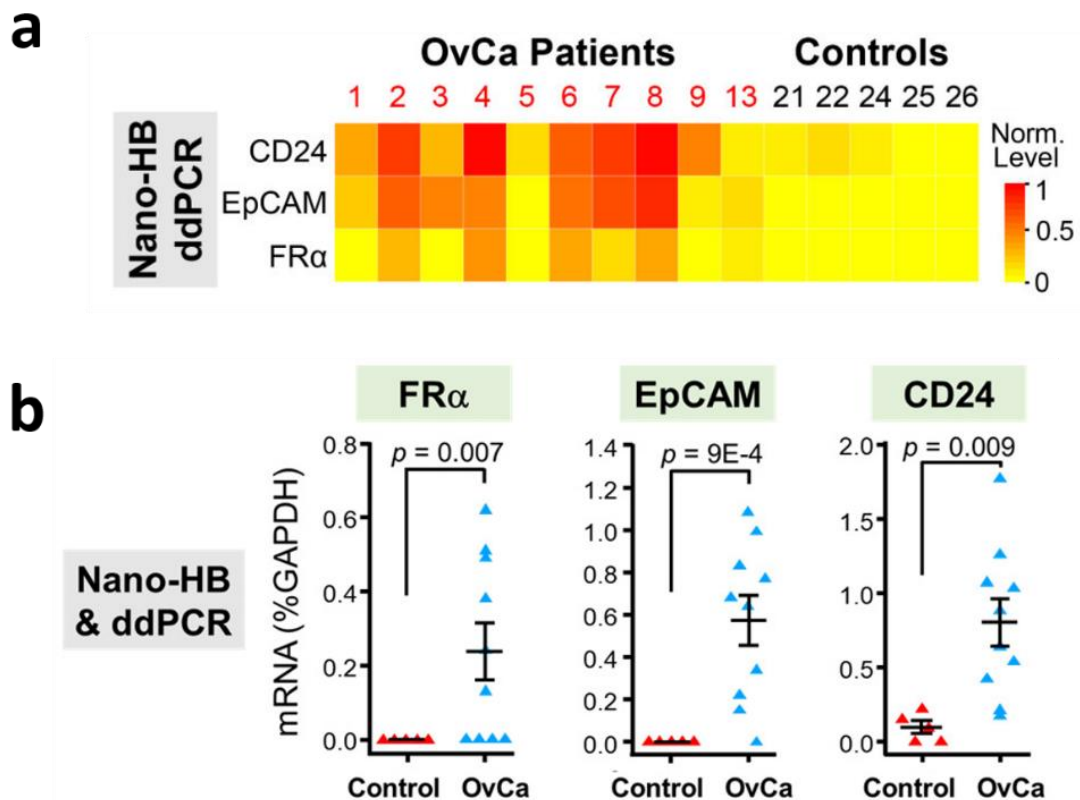 a
OvCa Patients Controls
1 2 3 4 5 6 7 8 9 13 21 22 24 25 26
Nano-HB
ddPCR
CD24
EpCAM
FRα
Norm.
Level
1
0.5
0
b
Nano-HB
& ddPCR
mRNA (%GAPDH)
FRα
p = 0.007
0.8
0.6
0.4
0.2
0.0
Control OvCa
EpCAM
p = 9E-4
1.4
1.2
1.0
0.8
0.6
0.4
0.2
0.0
Control OvCa
CD24
p = 0.009
2.0
1.5
1.0
0.5
0.0
Control OvCa